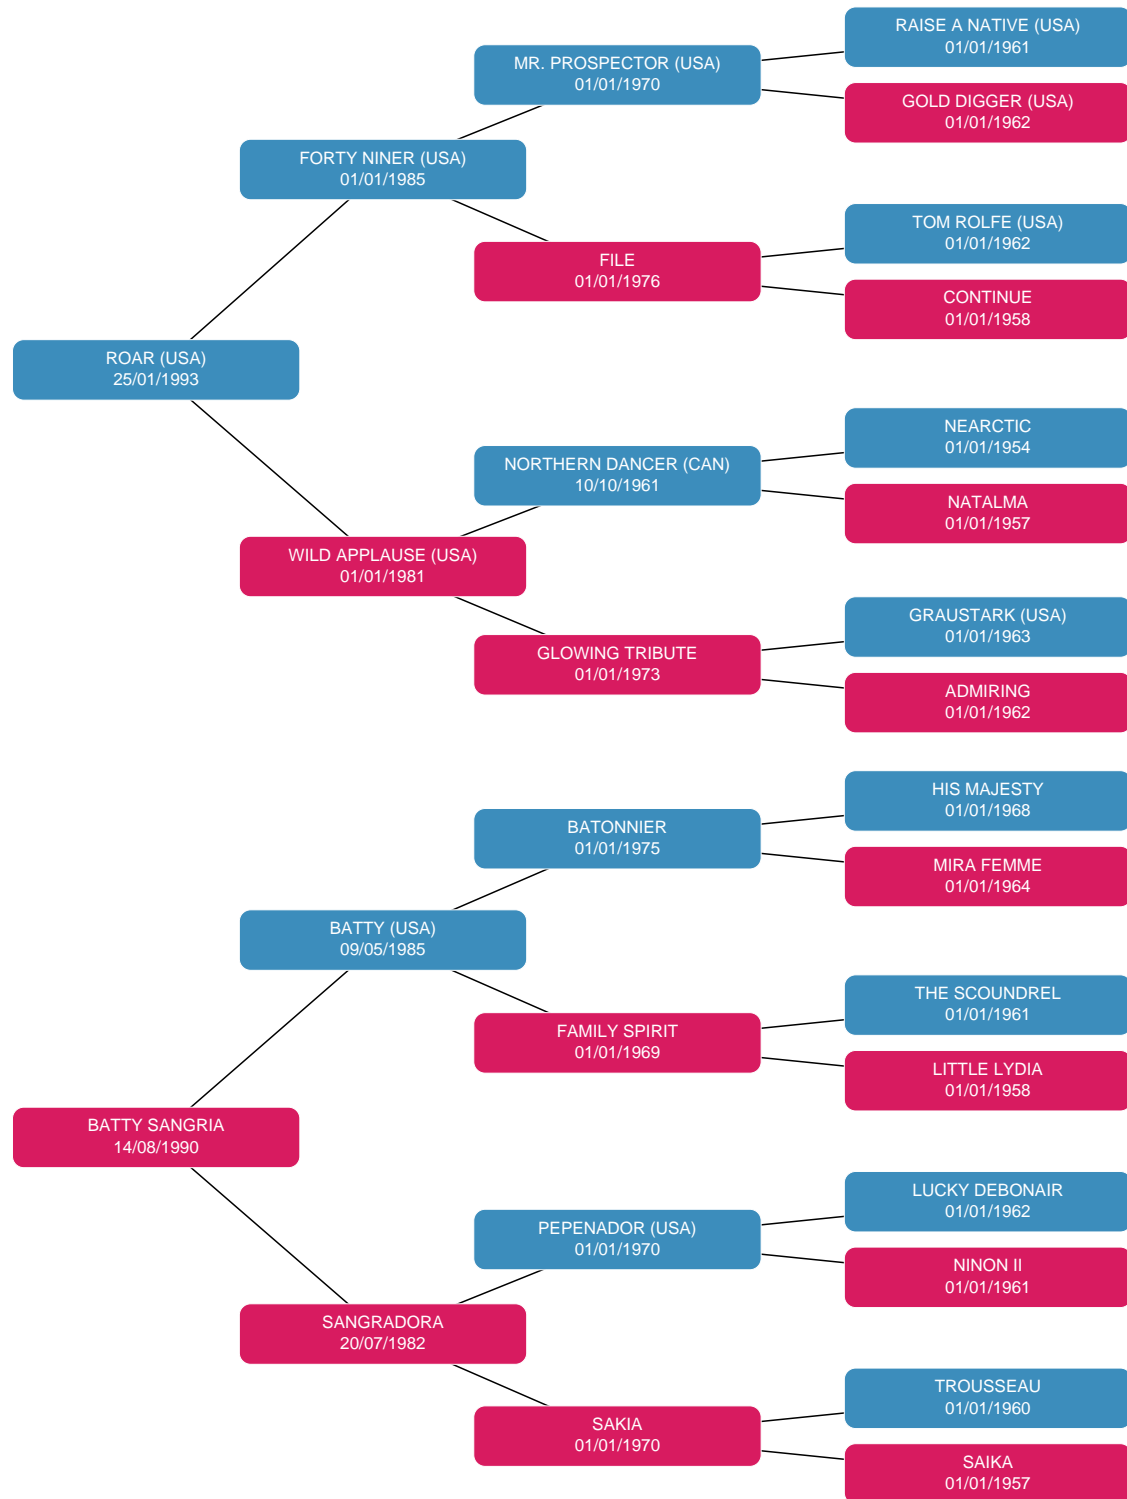 RAISE A NATIVE (USA)
01/01/1961
MR. PROSPECTOR (USA)
01/01/1970
GOLD DIGGER (USA)
01/01/1962
FORTY NINER (USA)
01/01/1985
TOM ROLFE (USA)
01/01/1962
FILE
01/01/1976
CONTINUE
01/01/1958
ROAR (USA)
25/01/1993
NEARCTIC
01/01/1954
NORTHERN DANCER (CAN)
10/10/1961
NATALMA
01/01/1957
WILD APPLAUSE (USA)
01/01/1981
GRAUSTARK (USA)
01/01/1963
GLOWING TRIBUTE
01/01/1973
ADMIRING
01/01/1962
HIS MAJESTY
01/01/1968
BATONNIER
01/01/1975
MIRA FEMME
01/01/1964
BATTY (USA)
09/05/1985
THE SCOUNDREL
01/01/1961
FAMILY SPIRIT
01/01/1969
LITTLE LYDIA
01/01/1958
BATTY SANGRIA
14/08/1990
LUCKY DEBONAIR
01/01/1962
PEPENADOR (USA)
01/01/1970
NINON II
01/01/1961
SANGRADORA
20/07/1982
TROUSSEAU
01/01/1960
SAKIA
01/01/1970
SAIKA
01/01/1957